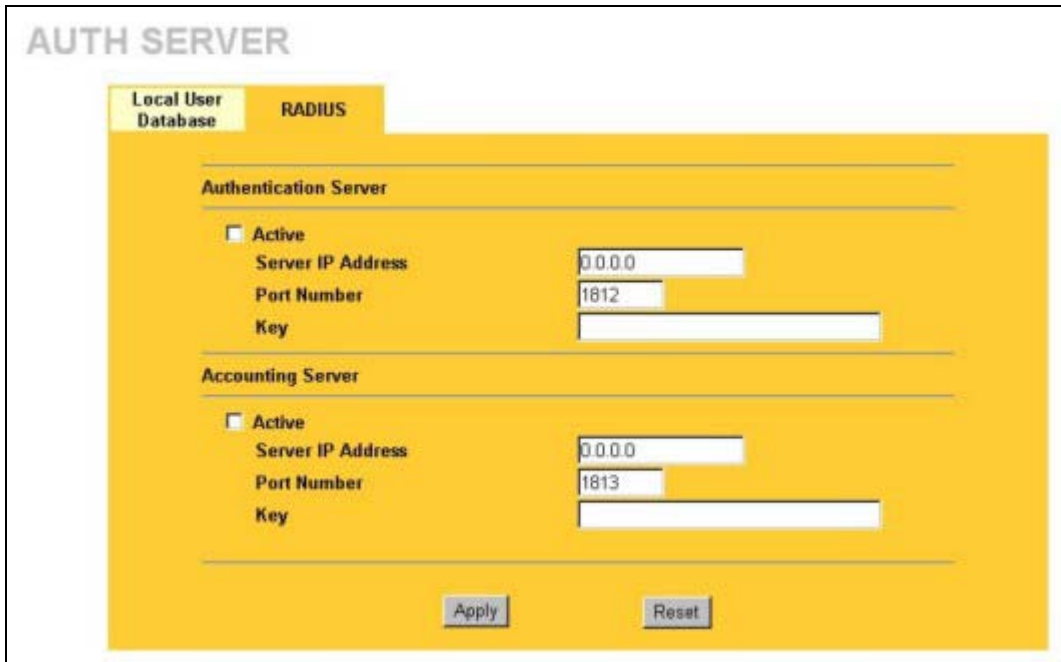 AUTH SERVER
Local User
Database
RADIUS
Authentication Server
Active
Server IP Address 0.0.0.0
Port Number 1812
Key
Accounting Server
Active
Server IP Address 0.0.0.0
Port Number 1813
Key
Apply Reset